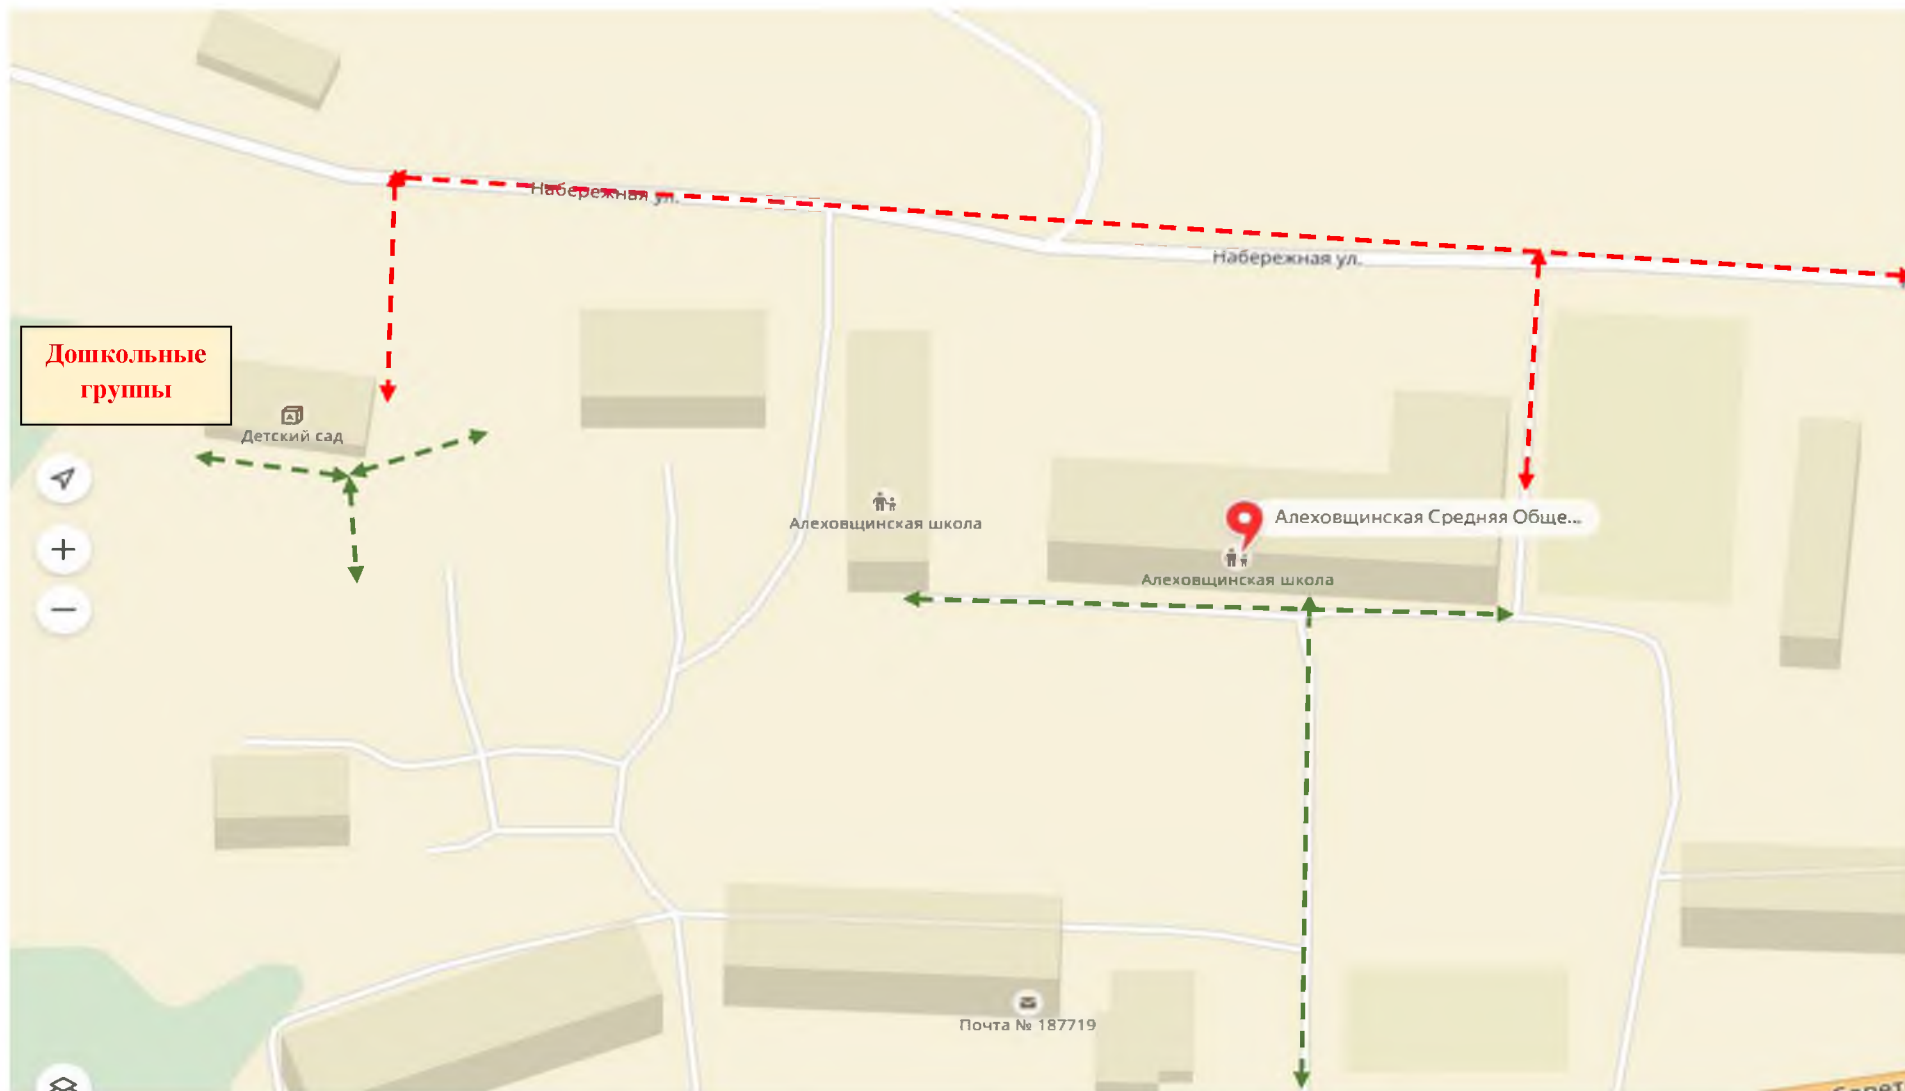 Набережная ул.
Набережная ул.
Дошкольные
группы
Детский сад
Алеховщинская школа
Алеховщинская Средняя Обще...
Алеховщинская школа
Почта № 187719